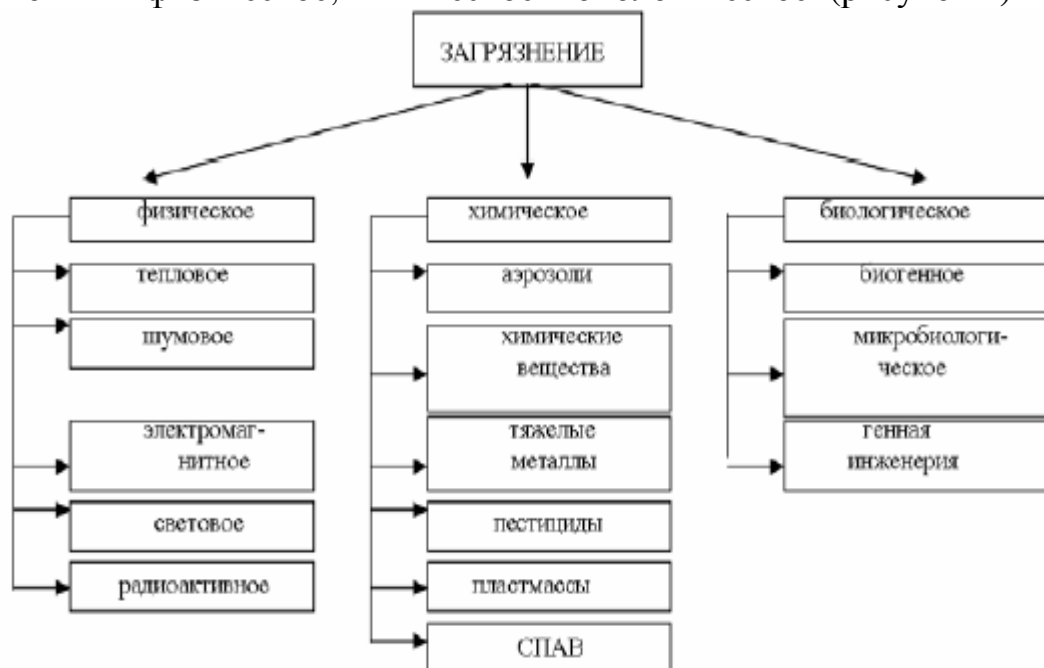 ЗАГРЯЗНЕНИЕ
физическое
тепловое
шумовое
электромаг-
нитное
световое
радиоактивное
химическое
аэрозоли
химические
вещества
тяжелые
металлы
пестициды
пластмассы
СПАВ
биологическое
биогенное
микробиологи-
ческое
генная
инженерия